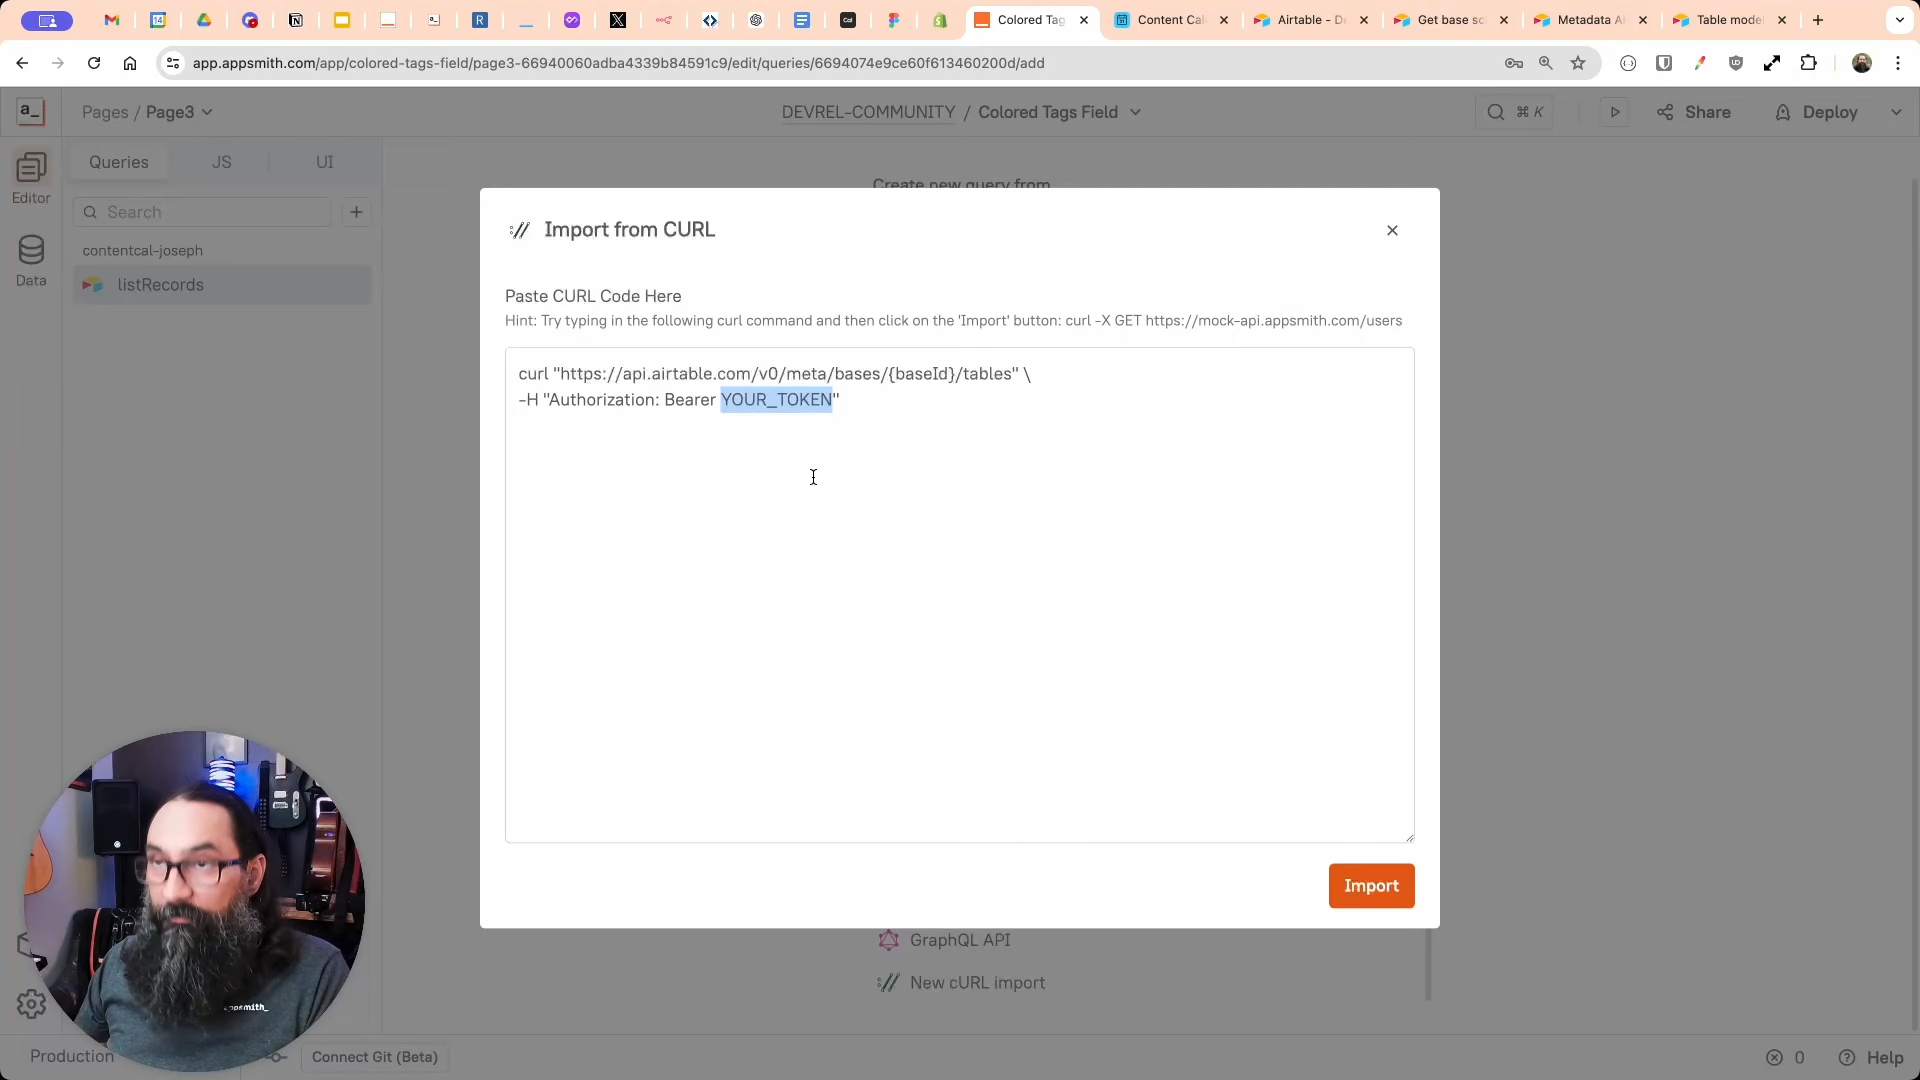 Colored Tag
Content Cal
Airtable - De
Get base sc
Metadata A
Table mode
app.appsmith.com/app/colored-tags-field/page3-66940060adba4339b84591c9/edit/queries/6694074e9ce60f613460200d/add
a_
Pages / Page3
DEVREL-COMMUNITY / Colored Tags Field
⌘ K
Share
Deploy
Queries
JS
UI
Editor
Search
Create new query from
contentcal-joseph
listRecords
Data
Import from CURL
Paste CURL Code Here
Hint: Try typing in the following curl command and then click on the 'Import' button: curl -X GET https://mock-api.appsmith.com/users
curl "https://api.airtable.com/v0/meta/bases/{baseId}/tables" \
-H "Authorization: Bearer YOUR_TOKEN"
Import
GraphQL API
New cURL import
appsmith_
Production
Connect Git (Beta)
0
Help